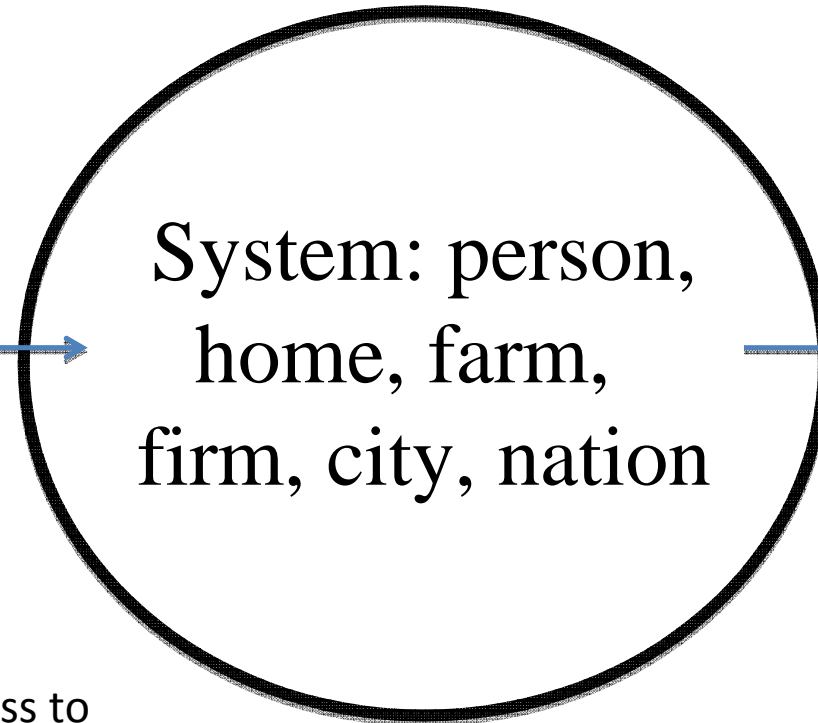 System: person,
home, farm,
firm, city, nation
ss to